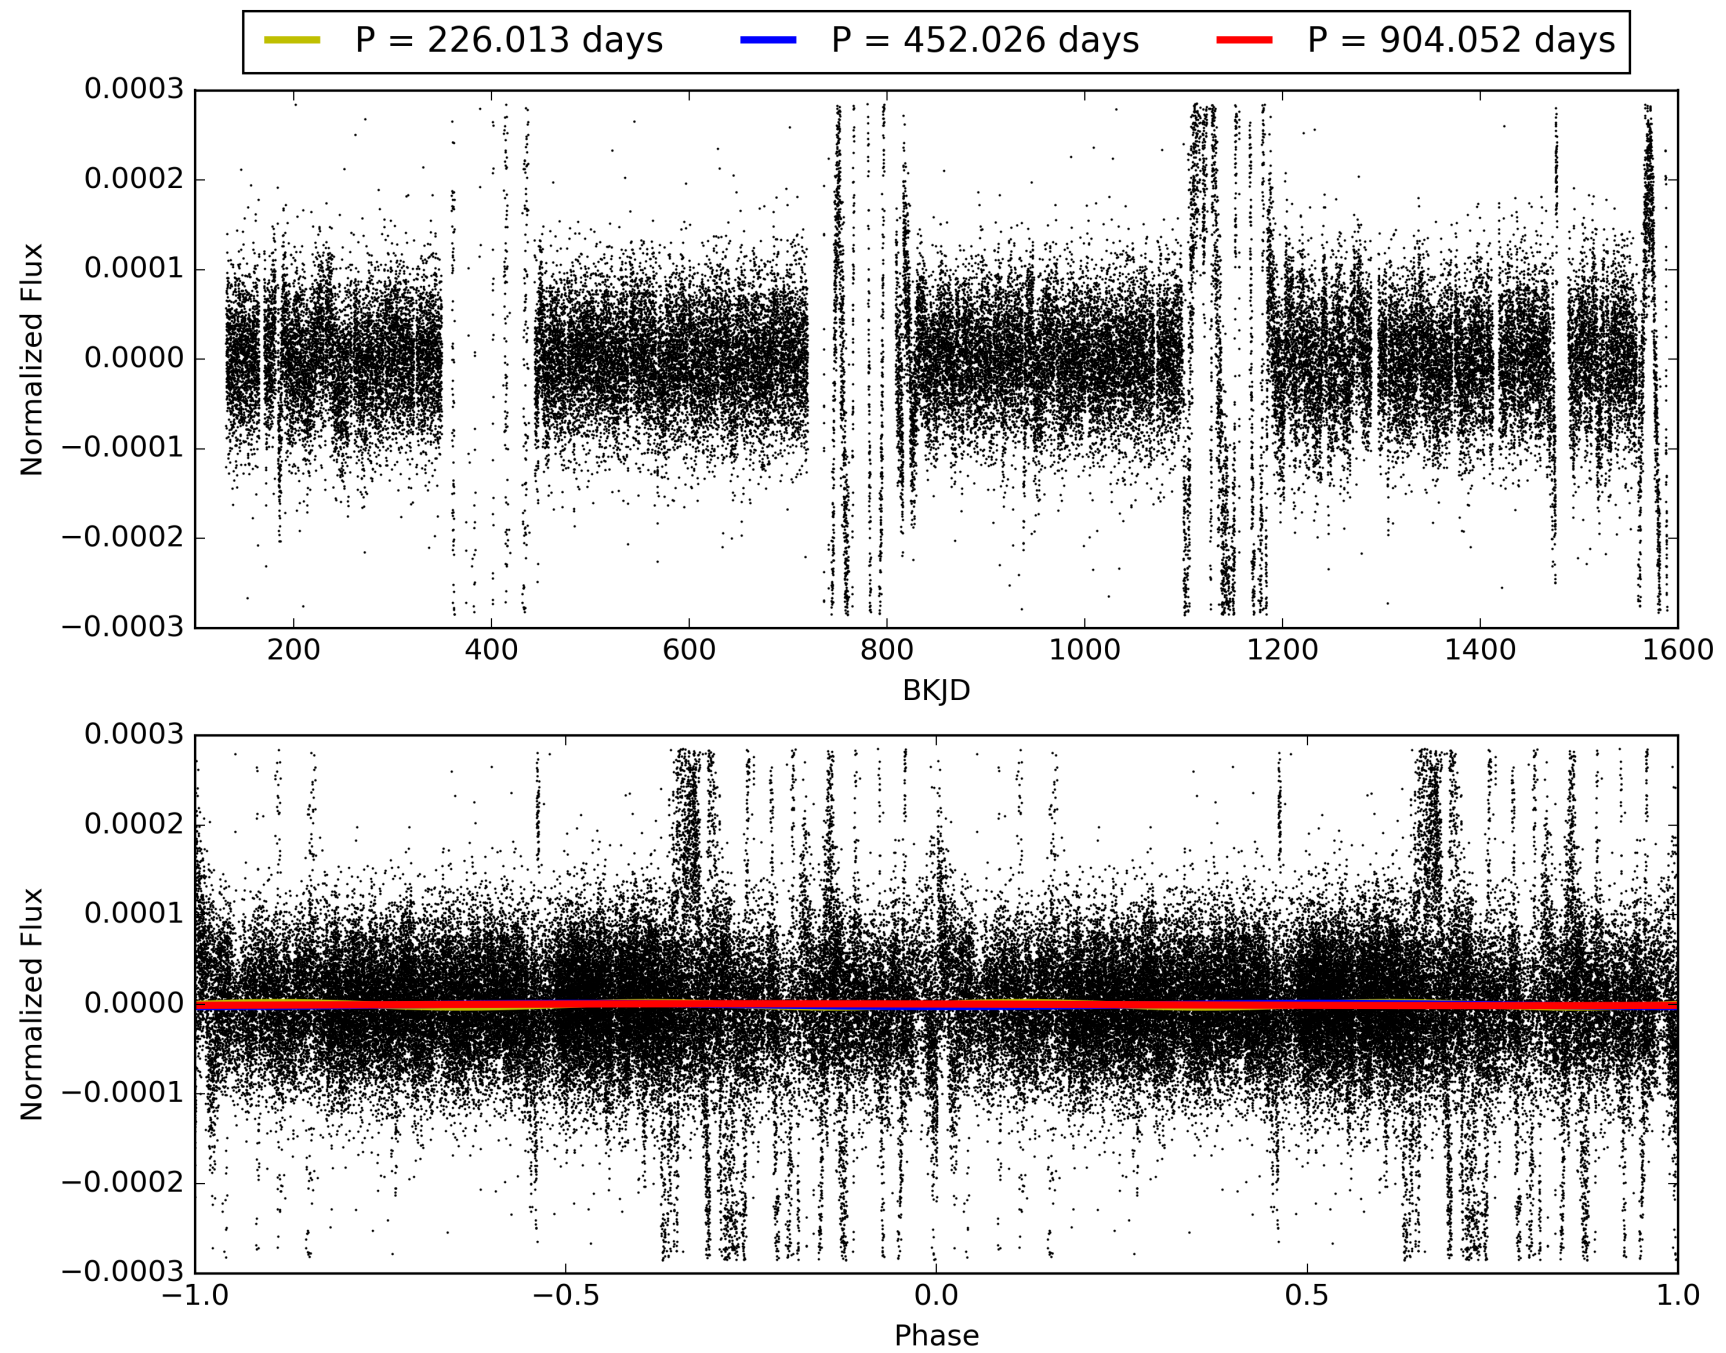 P = 226.013 days P = 452.026 days P = 904.052 days
0.0003
0.0002
0.0001
0.0000
−0.0001
−0.0002
−0.0003
Normalized Flux
200 400 600 800 1000 1200 1400 1600
BKJD
0.0003
0.0002
0.0001
0.0000
−0.0001
−0.0002
−0.0003
Normalized Flux
−1.0 −0.5 0.0 0.5 1.0
Phase